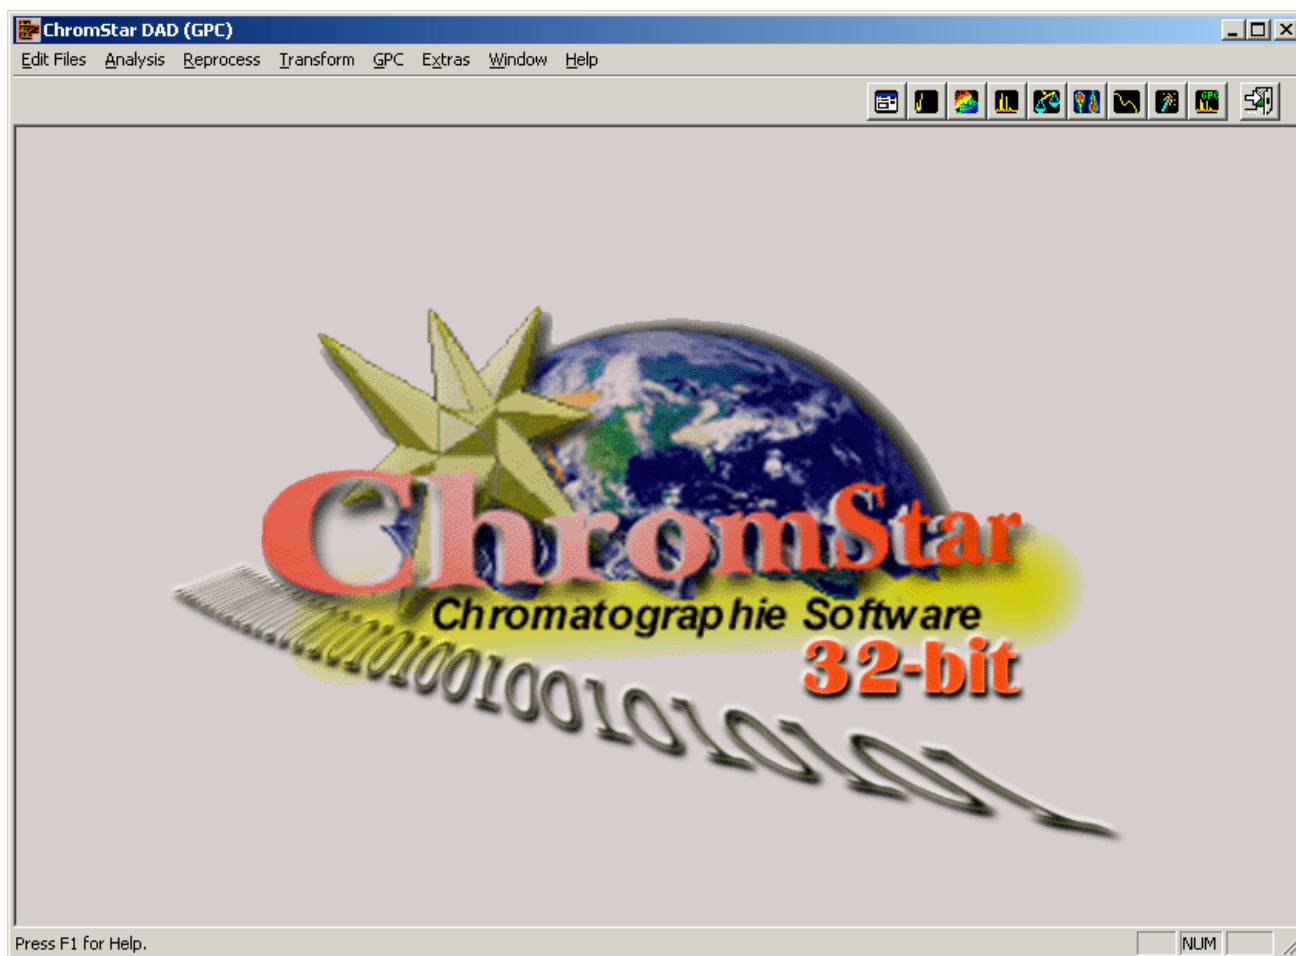 ChromStar DAD (GPC)
Edit Files Analysis Reprocess Transform GPC Extras Window Help
GPC
ChromStar
Chromatographie Software
32-bit
Press F1 for Help.
NUM